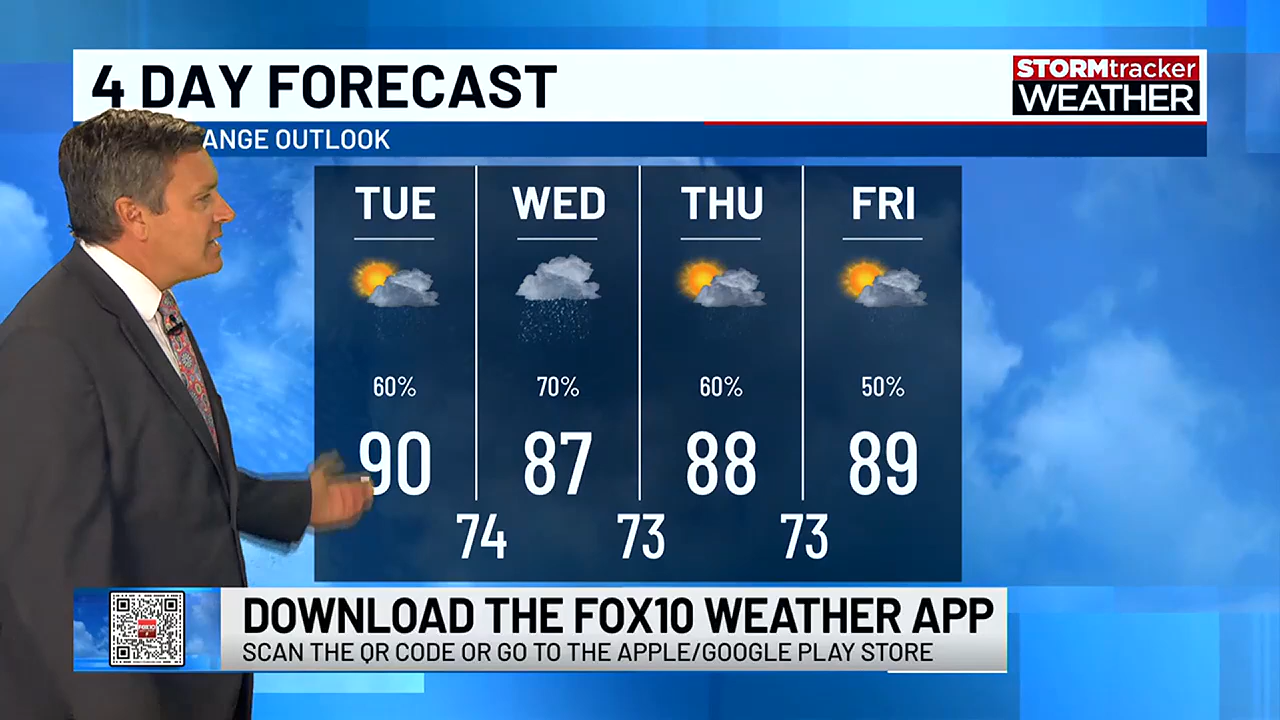 4 DAY FORECAST
STORMtracker
WEATHER
ANGE OUTLOOK
TUE WED THU FRI
60% 70% 60% 50%
90 87 88 89
74 73 73
FOX10
DOWNLOAD THE FOX10 WEATHER APP
SCAN THE QR CODE OR GO TO THE APPLE/GOOGLE PLAY STORE